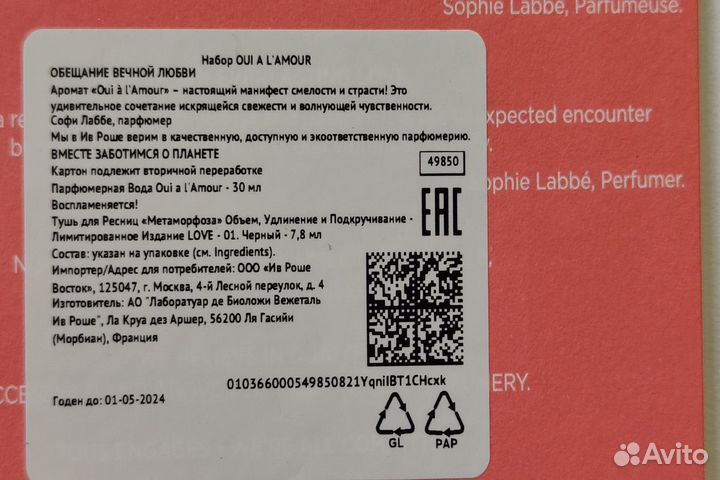 Sophie Labbé, Parfumeuse.
Набор OUI A L`AMOUR
ОБЕЩАНИЕ ВЕЧНОЙ ЛЮБВИ
Аромат «Oui à l'Amour» – настоящий манифест смелости и страсти! Это
удивительное сочетание искрящейся свежести и волнующей чувственности.
Софи Лаббе, парфюмер
Мы в Ив Роше верим в качественную, доступную и экоответственную парфюмерию.
xpected encounter
ВМЕСТЕ ЗАБОТИМСЯ О ПЛАНЕТЕ
49850
Картон подлежит вторичной переработке
Парфюмерная Вода Oui a l'Amour - 30 мл
ophie Labbé, Perfumer.
Воспламеняется!
EAC
Тушь для Ресниц «Метаморфоза» Объем, Удлинение и Подкручивание -
Лимитированное Издание LOVE - 01. Черный - 7,8 мл
Состав: указан на упаковке (см. Ingredients).
Импортер/Адрес для потребителей: ООО «Ив Роше
Восток», 125047, г. Москва, 4-й Лесной переулок, д. 4
Изготовитель: АО "Лаборатуар де Биоложи Вежеталь
Ив Роше", Ла Круа дез Аршер, 56200 Ля Гасийи
(Морбиан), Франция
010366000549850821YqniIBT1CHcxk
ERY.
Годен до: 01-05-2024
GL PAP
Avito